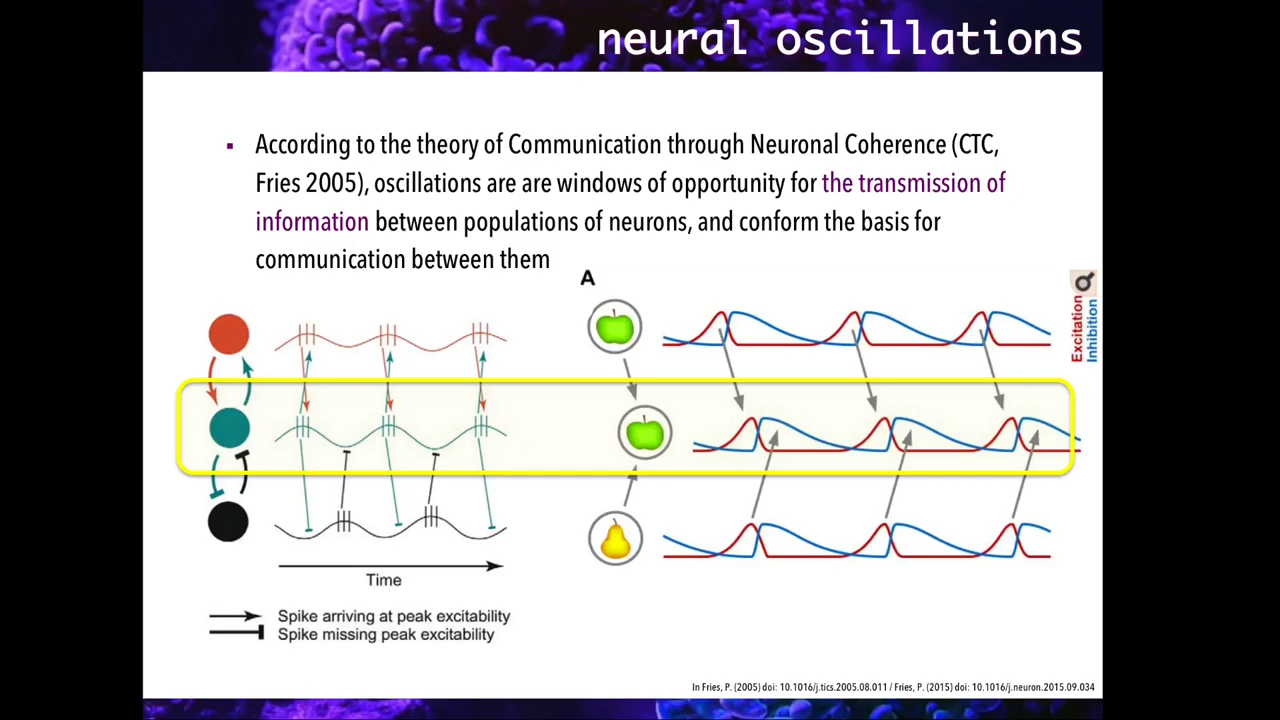 neural oscillations
According to the theory of Communication through Neuronal Coherence (CTC,
Fries 2005), oscillations are are windows of opportunity for the transmission of
information between populations of neurons, and conform the basis for
communication between them
A
Excitation
Inhibition
Time
Spike arriving at peak excitability
Spike missing peak excitability
In Fries, P. (2005) doi: 10.1016/j.tics.2005.08.011 / Fries, P. (2015) doi: 10.1016/j.neuron.2015.09.034